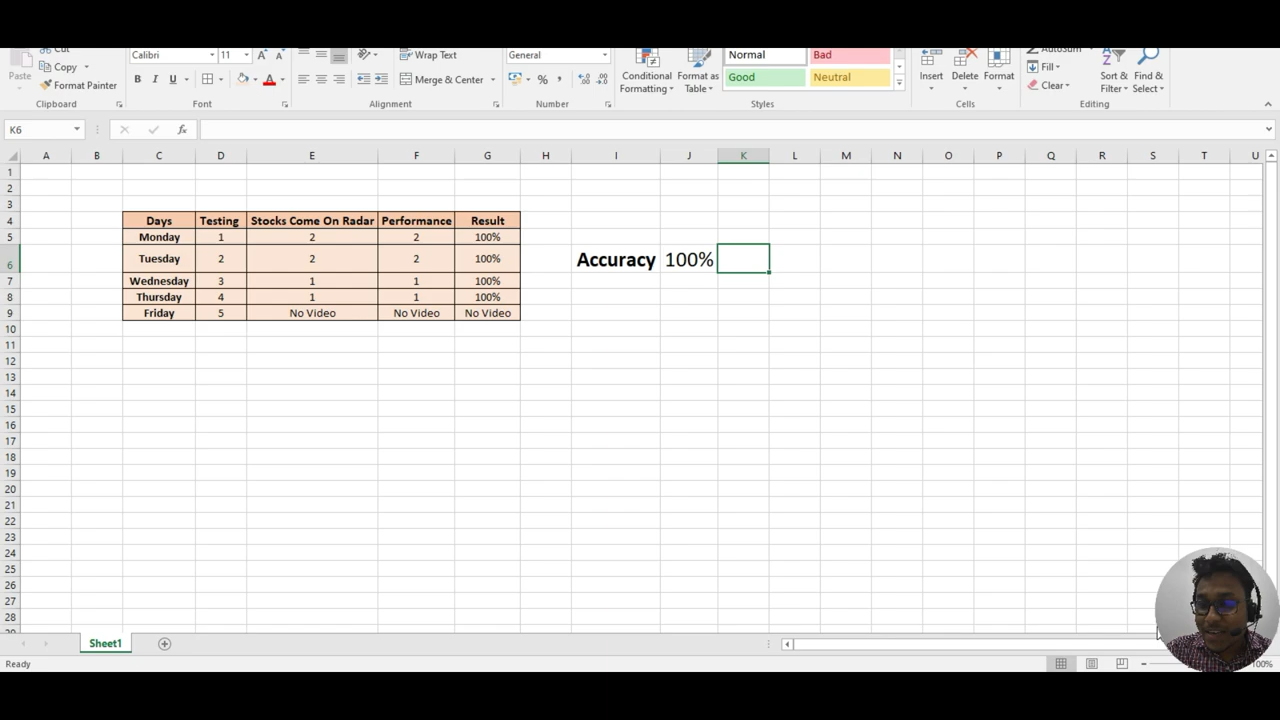 Cut Calibri 11 A A Wrap Text General Normal Bad AutoSum
Paste Copy Conditional Format as Insert Delete Format Fill Sort & Find &
Format Painter B I U A Merge & Center % , Formatting Table Good Neutral Clear Filter Select
Clipboard Font Alignment Number Styles Cells Editing
K6 fx
A B C D E F G H I J K L M N O P Q R S T U
1
2
3
4 Days Testing Stocks Come On Radar Performance Result
5 Monday 1 2 2 100%
6 Tuesday 2 2 2 100% Accuracy 100%
7 Wednesday 3 1 1 100%
8 Thursday 4 1 1 100%
9 Friday 5 No Video No Video No Video
10
11
12
13
14
15
16
17
18
19
20
21
22
23
24
25
26
27
28
Sheet1
Ready 100%